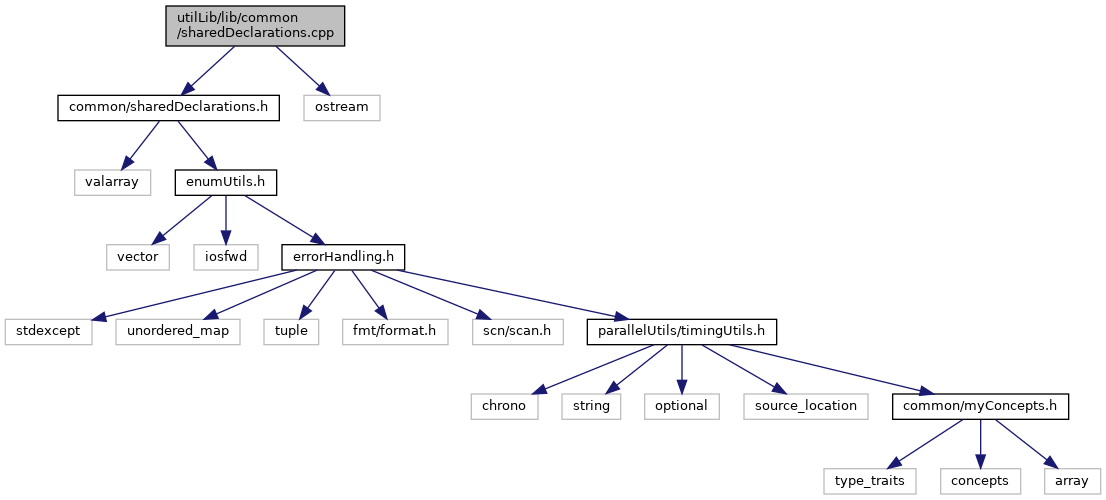 utilLib/lib/common
/sharedDeclarations.cpp
common/sharedDeclarations.h
ostream
valarray
enumUtils.h
vector
iosfwd
errorHandling.h
stdexcept
unordered_map
tuple
fmt/format.h
scn/scan.h
parallelUtils/timingUtils.h
chrono
string
optional
source_location
common/myConcepts.h
type_traits
concepts
array